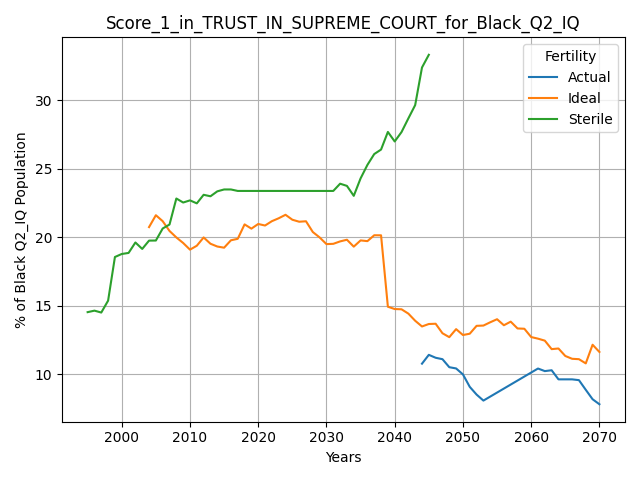 Score_1_in_TRUST_IN_SUPREME_COURT_for_Black_Q2_IQ
% of Black Q2_IQ Population
30
25
20
15
10
Fertility
Actual
Ideal
Sterile
2000
2010
2020
2030
2040
2050
2060
2070
Years